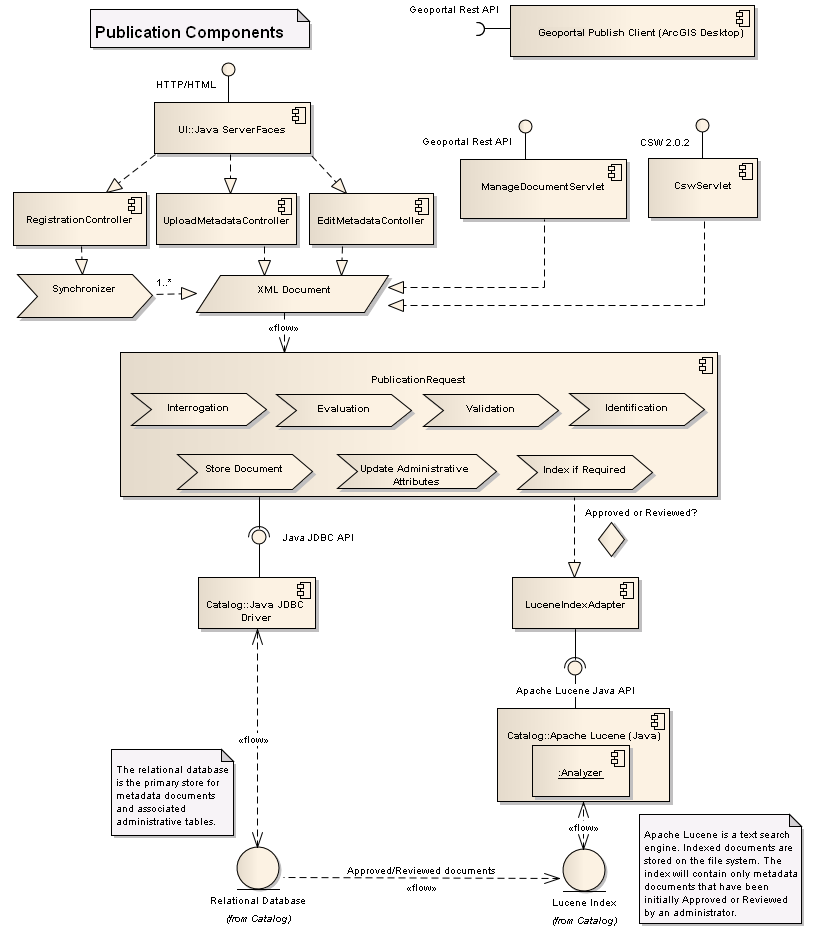 Geoportal Rest API
Publication Components
Geoportal Publish Client (ArcGIS Desktop)
HTTP/HTML
UI::Java ServerFaces
Geoportal Rest API
CSW 2.0.2
ManageDocumentServlet
CswServlet
RegistrationController
UploadMetadataController
EditMetadataContoller
Synchronizer
1..*
XML Document
«flow»
PublicationRequest
Interrogation
Evaluation
Validation
Identification
Store Document
Update Administrative
Attributes
Index if Required
Approved or Reviewed?
Java JDBC API
Catalog::Java JDBC
Driver
LuceneIndexAdapter
Apache Lucene Java API
Catalog::Apache Lucene (Java)
:Analyzer
«flow»
The relational database
is the primary store for
metadata documents
and associated
administrative tables.
«flow»
Apache Lucene is a text search
engine. Indexed documents are
stored on the file system. The
index will contain only metadata
documents that have been
initially Approved or Reviewed
by an administrator.
Approved/Reviewed documents
«flow»
Relational Database
(from Catalog)
Lucene Index
(from Catalog)